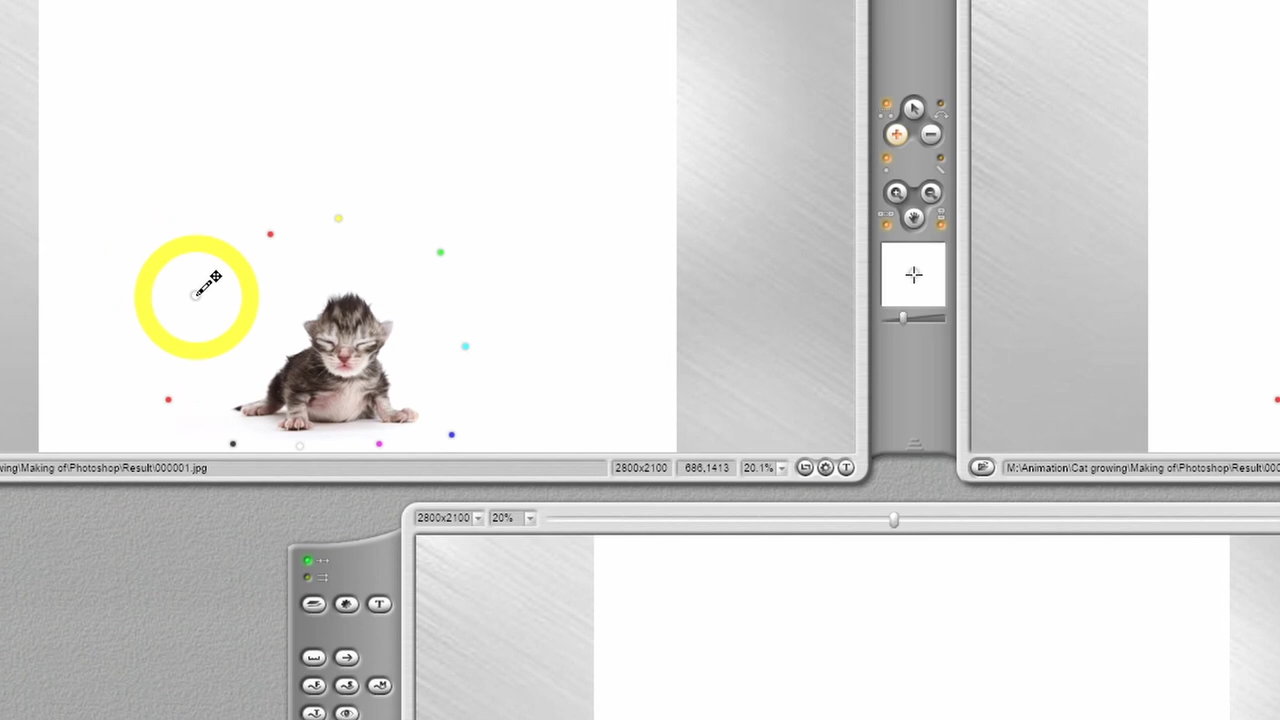 wing\Making of\Photoshop\Result\000001.jpg
2800x2100
686,1413
20.1%
T
M:\Animation\Cat growing\Making of\Photoshop\Result\000
2800x2100
20%
T